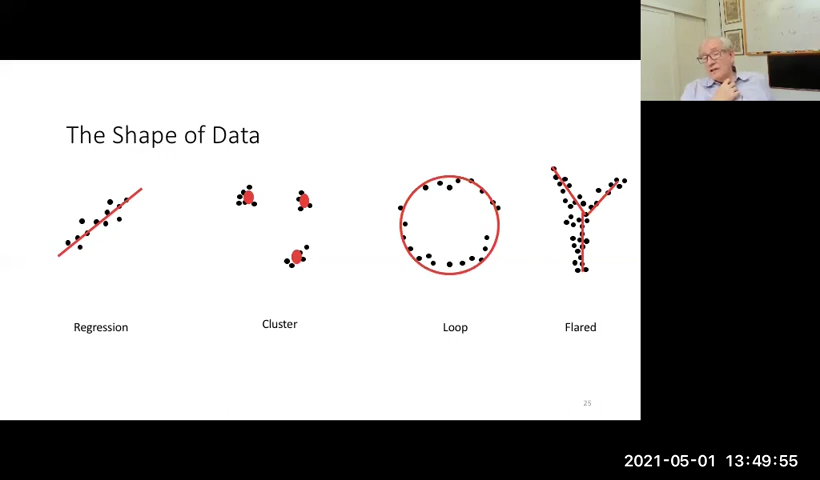 The Shape of Data
Regression
Cluster
Loop
Flared
25
2021-05-01 13:49:55